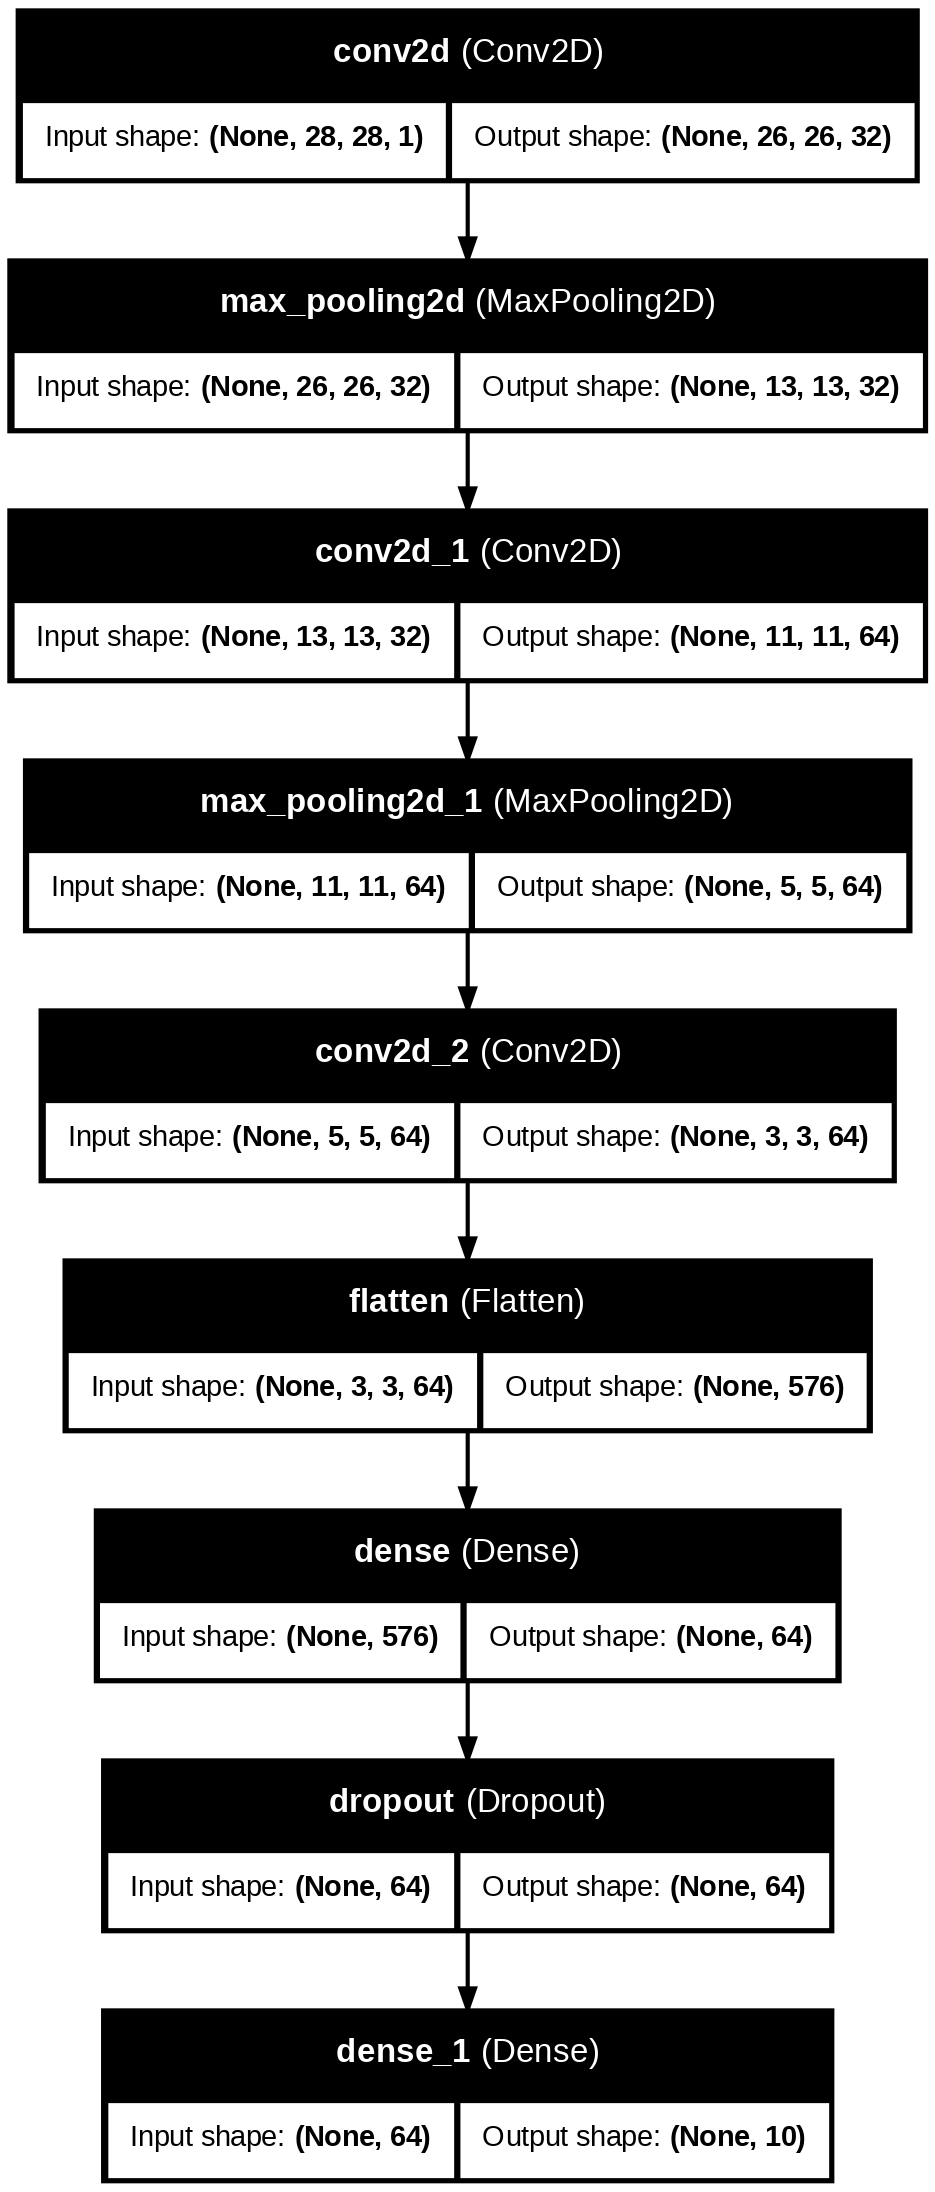 conv2d (Conv2D)
Input shape: (None, 28, 28, 1) Output shape: (None, 26, 26, 32)
max_pooling2d (MaxPooling2D)
Input shape: (None, 26, 26, 32) Output shape: (None, 13, 13, 32)
conv2d_1 (Conv2D)
Input shape: (None, 13, 13, 32) Output shape: (None, 11, 11, 64)
max_pooling2d_1 (MaxPooling2D)
Input shape: (None, 11, 11, 64) Output shape: (None, 5, 5, 64)
conv2d_2 (Conv2D)
Input shape: (None, 5, 5, 64) Output shape: (None, 3, 3, 64)
flatten (Flatten)
Input shape: (None, 3, 3, 64) Output shape: (None, 576)
dense (Dense)
Input shape: (None, 576) Output shape: (None, 64)
dropout (Dropout)
Input shape: (None, 64) Output shape: (None, 64)
dense_1 (Dense)
Input shape: (None, 64) Output shape: (None, 10)